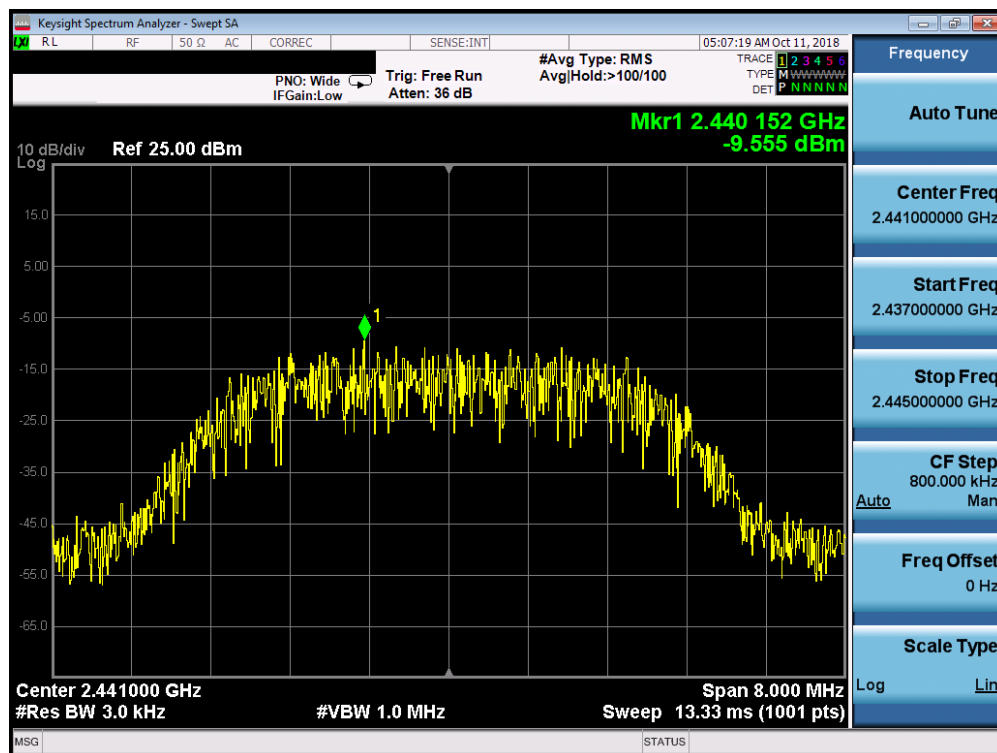 Keysight Spectrum Analyzer - Swept SA
LXI RL RF 50 Ω AC CORREC SENSE:INT 05:07:19 AM Oct 11, 2018
PNO: Wide
IFGain:Low
Trig: Free Run
Atten: 36 dB
#Avg Type: RMS
Avg|Hold:>100/100
TRACE 1 2 3 4 5 6
TYPE M W W W W W
DET P N N N N N
Mkr1 2.440 152 GHz
-9.555 dBm
10 dB/div
Log
Ref 25.00 dBm
15.0
5.00
-5.00
-15.0
-25.0
-35.0
-45.0
-55.0
-65.0
1
Center 2.441000 GHz
Span 8.000 MHz
#Res BW 3.0 kHz
#VBW 1.0 MHz
Sweep 13.33 ms (1001 pts)
MSG
STATUS
Frequency
Auto Tune
Center Freq
2.441000000 GHz
Start Freq
2.437000000 GHz
Stop Freq
2.445000000 GHz
CF Step
800.000 kHz
Auto Man
Freq Offset
0 Hz
Scale Type
Log Lin